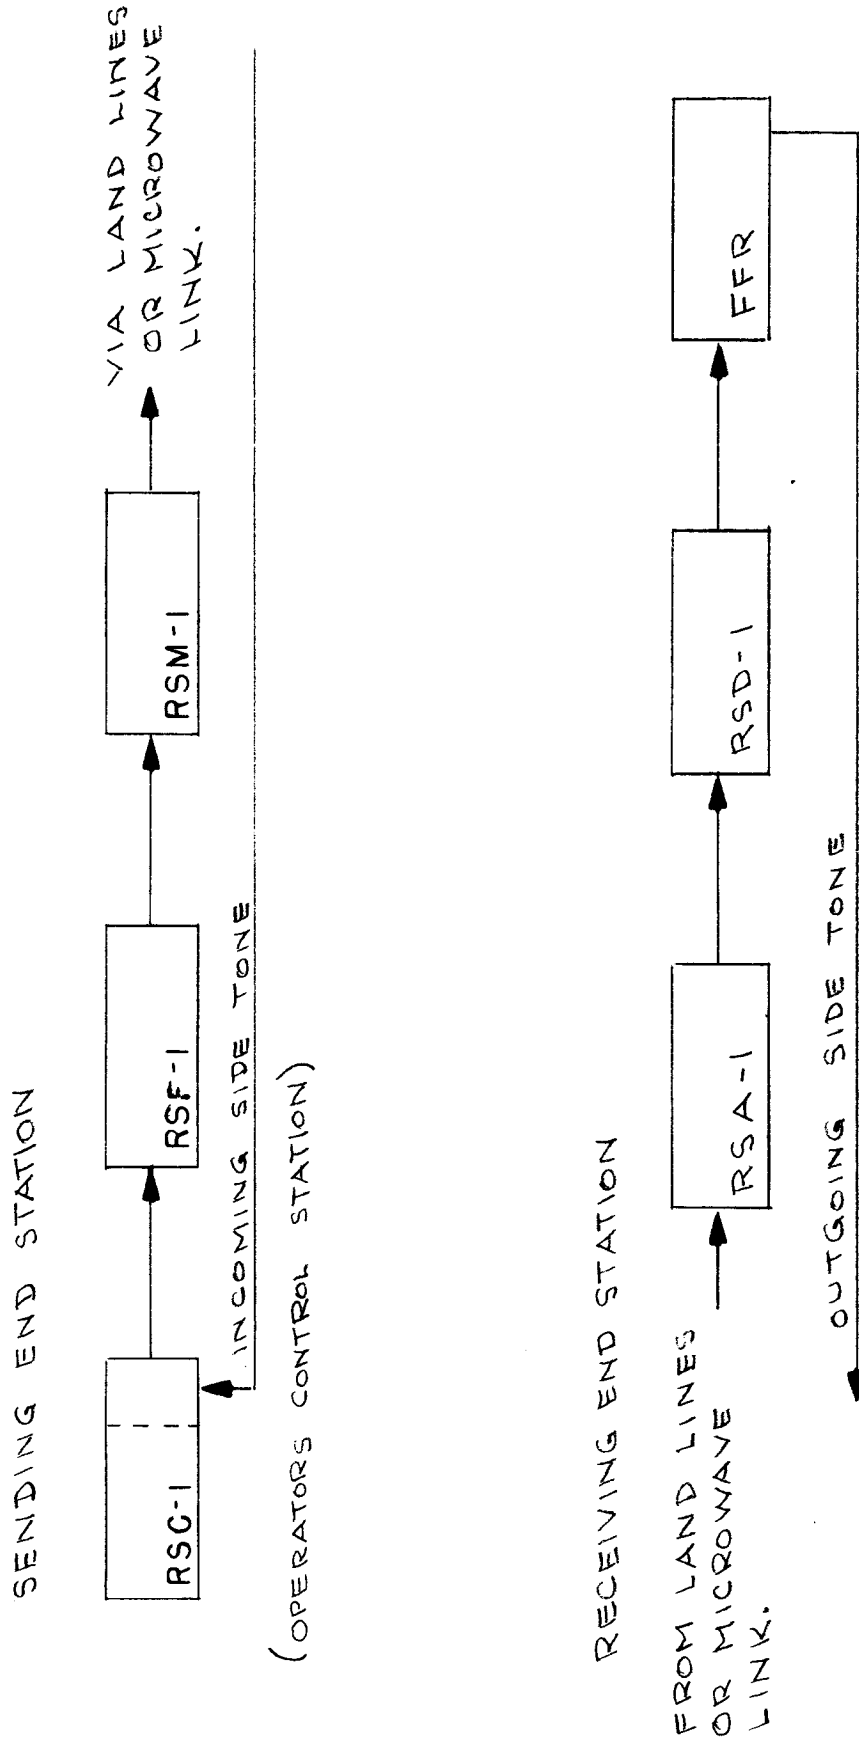 SENDING END STATION
RSC-1
RSF-1
RSM-1
VIA LAND LINES
OR MICROWAVE
LINK.
INCOMING SIDE TONE
(OPERATORS CONTROL STATION)
RECEIVING END STATION
FROM LAND LINES
OR MICROWAVE
LINK.
RSA-1
RSD-1
FFR
OUTGOING SIDE TONE